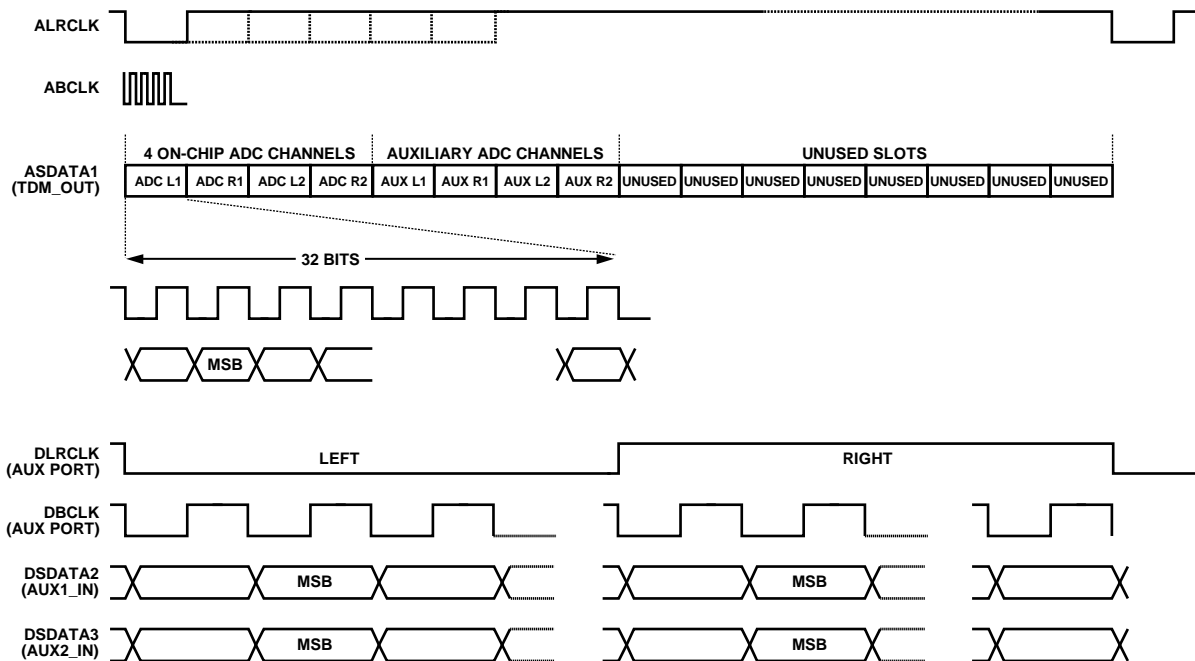 ALRCLK
ABCLK
4 ON-CHIP ADC CHANNELS AUXILIARY ADC CHANNELS UNUSED SLOTS
ASDATA1
(TDM_OUT)
ADC L1 ADC R1 ADC L2 ADC R2 AUX L1 AUX R1 AUX L2 AUX R2 UNUSED UNUSED UNUSED UNUSED UNUSED UNUSED UNUSED UNUSED
32 BITS
MSB
DLRCLK
(AUX PORT)
LEFT RIGHT
DBCLK
(AUX PORT)
DSDATA2
(AUX1_IN)
MSB MSB
DSDATA3
(AUX2_IN)
MSB MSB